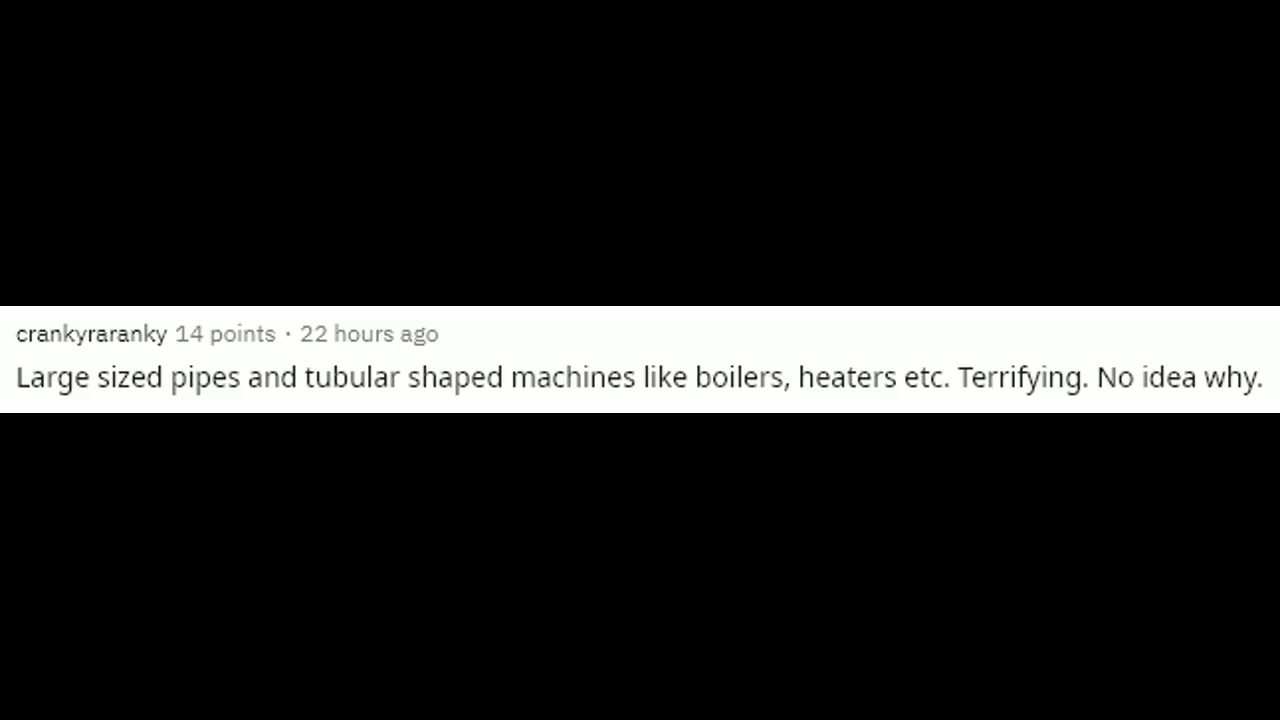 crankyraranky 14 points · 22 hours ago
Large sized pipes and tubular shaped machines like boilers, heaters etc. Terrifying. No idea why.